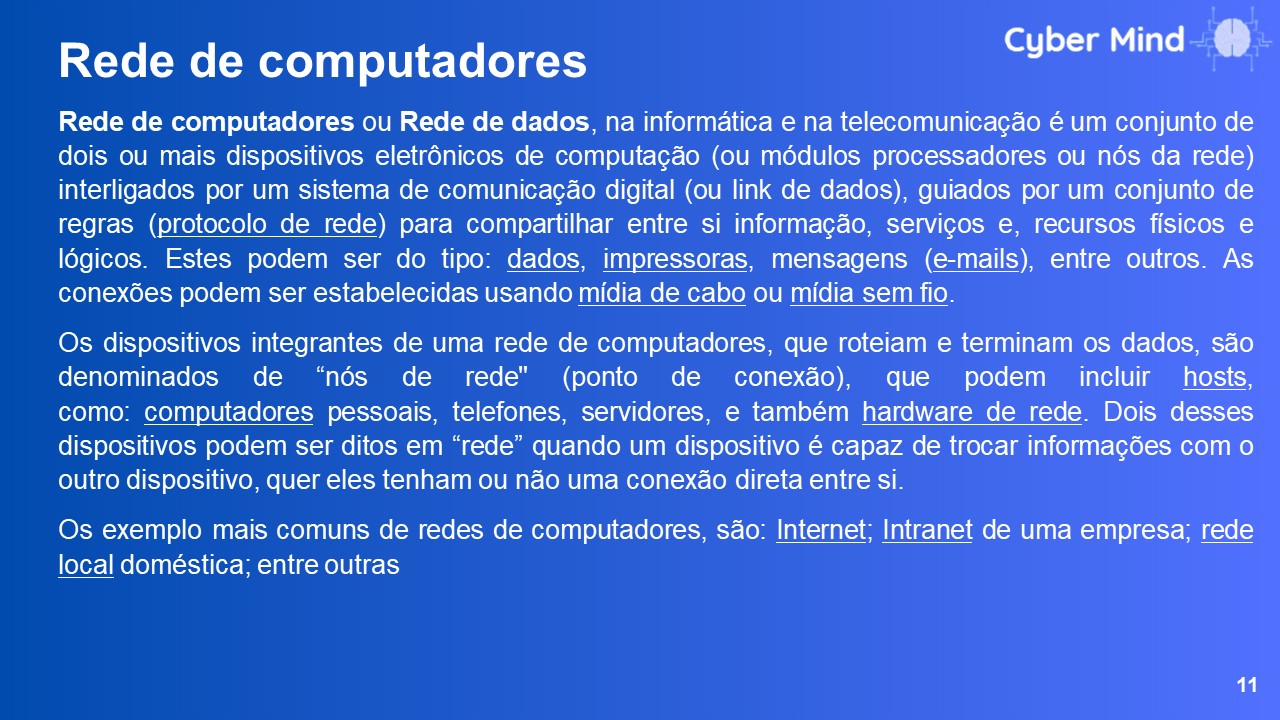 Rede de computadores
Cyber Mind
Rede de computadores ou Rede de dados, na informática e na telecomunicação é um conjunto de
dois ou mais dispositivos eletrônicos de computação (ou módulos processadores ou nós da rede)
interligados por um sistema de comunicação digital (ou link de dados), guiados por um conjunto de
regras (protocolo de rede) para compartilhar entre si informação, serviços e, recursos físicos e
lógicos. Estes podem ser do tipo: dados, impressoras, mensagens (e-mails), entre outros. As
conexões podem ser estabelecidas usando mídia de cabo ou mídia sem fio.
Os dispositivos integrantes de uma rede de computadores, que roteiam e terminam os dados, são
denominados de “nós de rede" (ponto de conexão), que podem incluir hosts,
como: computadores pessoais, telefones, servidores, e também hardware de rede. Dois desses
dispositivos podem ser ditos em “rede” quando um dispositivo é capaz de trocar informações com o
outro dispositivo, quer eles tenham ou não uma conexão direta entre si.
Os exemplo mais comuns de redes de computadores, são: Internet; Intranet de uma empresa; rede
local doméstica; entre outras
11